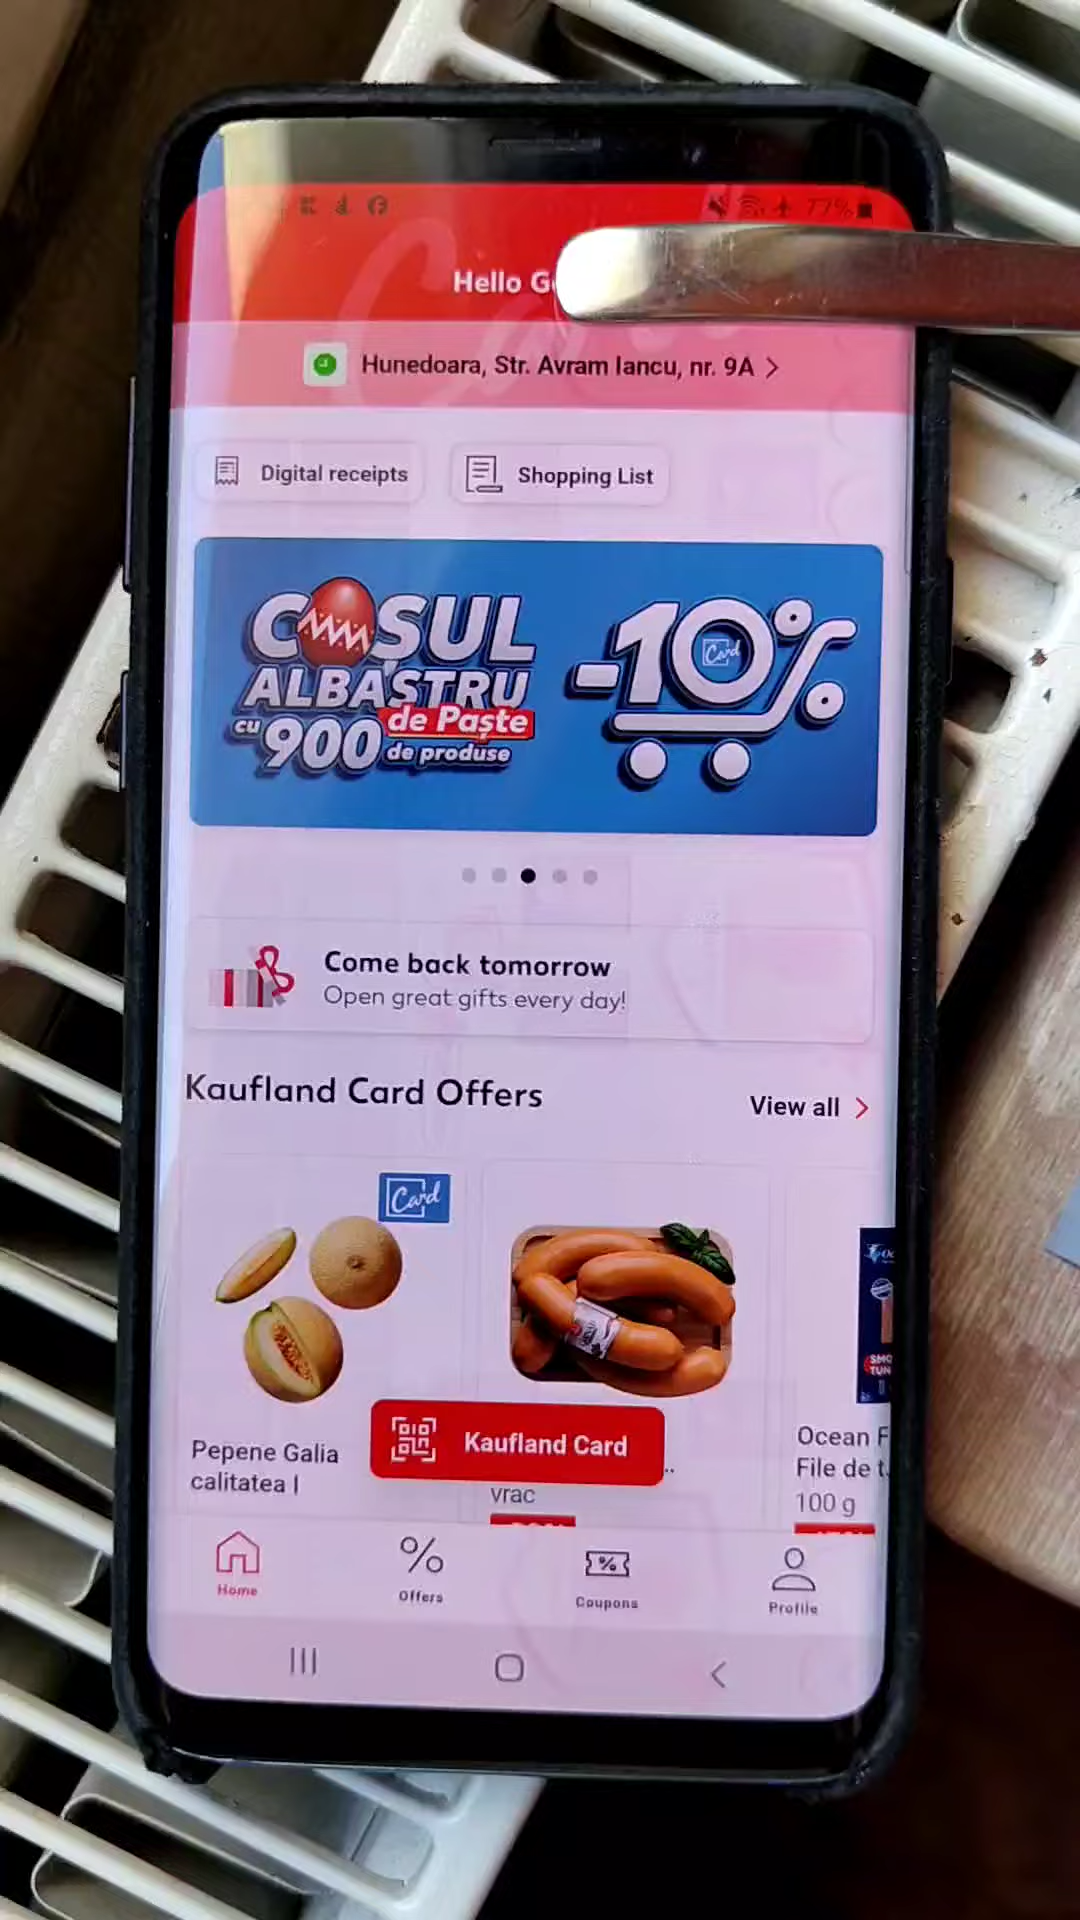 77%
Hello G
Hunedoara, Str. Avram Iancu, nr. 9A
Digital receipts
Shopping List
COȘUL
ALBASTRU
de Paște
cu 900 de produse
-10%
Card
Come back tomorrow
Open great gifts every day!
Kaufland Card Offers
View all
Card
Pepene Galia
calitatea I
Kaufland Card
..
vrac
Ocean F
File de t.
100 g
Home
Offers
Coupons
Profile